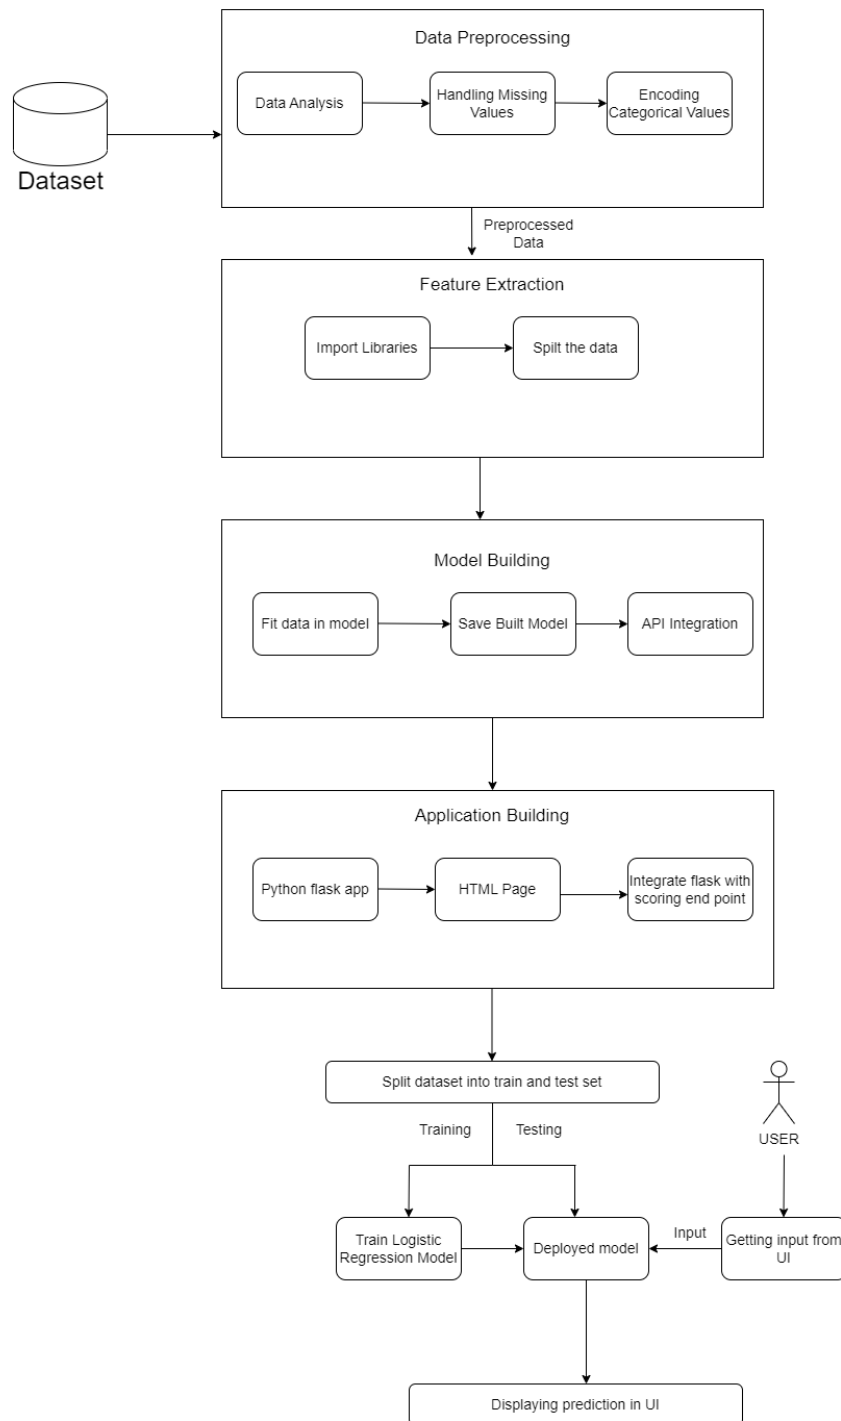 Data Preprocessing
Data Analysis
Handling Missing
Values
Encoding
Categorical Values
Dataset
Preprocessed
Data
Feature Extraction
Import Libraries
Spilt the data
Model Building
Fit data in model
Save Built Model
API Integration
Application Building
Python flask app
HTML Page
Integrate flask with
scoring end point
Split dataset into train and test set
Training
Testing
USER
Train Logistic
Regression Model
Deployed model
Input
Getting input from
UI
Displaying prediction in UI